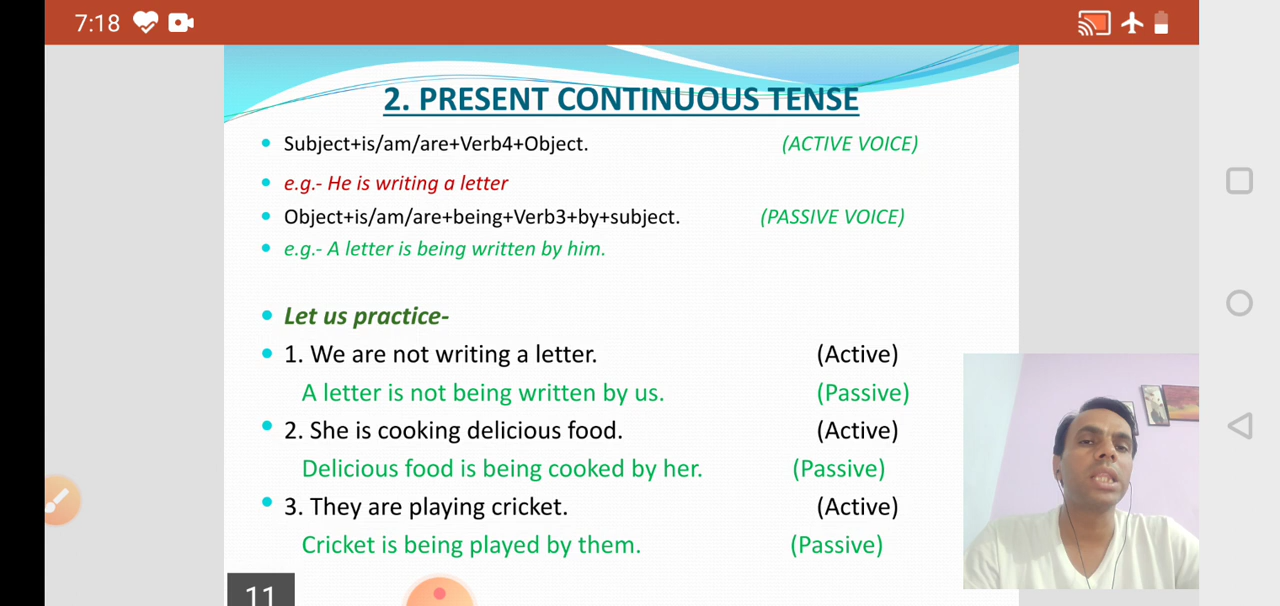 7:18
2. PRESENT CONTINUOUS TENSE
Subject+is/am/are+Verb4+Object. (ACTIVE VOICE)
e.g.- He is writing a letter
Object+is/am/are+being+Verb3+by+subject. (PASSIVE VOICE)
e.g.- A letter is being written by him.
Let us practice-
1. We are not writing a letter. (Active)
A letter is not being written by us. (Passive)
2. She is cooking delicious food. (Active)
Delicious food is being cooked by her. (Passive)
3. They are playing cricket. (Active)
Cricket is being played by them. (Passive)
11